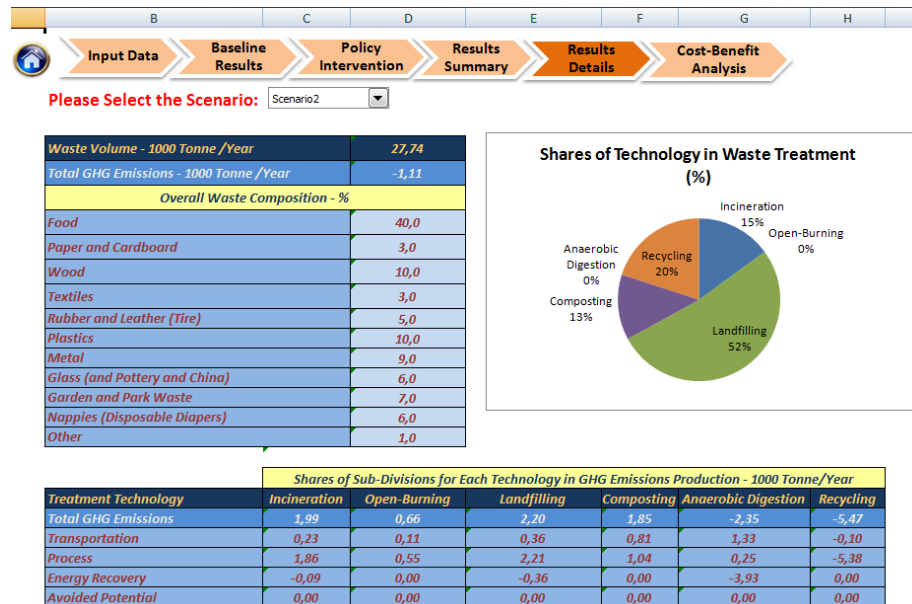 B C D E F G H
Input Data Baseline Results Policy Intervention Results Summary Results Details Cost-Benefit Analysis
Please Select the Scenario: Scenario2
Waste Volume - 1000 Tonne /Year 27,74
Total GHG Emissions - 1000 Tonne /Year -1,11
Overall Waste Composition - %
Food 40,0
Paper and Cardboard 3,0
Wood 10,0
Textiles 3,0
Rubber and Leather (Tire) 5,0
Plastics 10,0
Metal 9,0
Glass (and Pottery and China) 6,0
Garden and Park Waste 7,0
Nappies (Disposable Diapers) 6,0
Other 1,0
Shares of Technology in Waste Treatment
(%)
Incineration
15%
Open-Burning
0%
Landfilling
52%
Composting
13%
Anaerobic
Digestion
0%
Recycling
20%
Shares of Sub-Divisions for Each Technology in GHG Emissions Production - 1000 Tonne/Year
Treatment Technology Incineration Open-Burning Landfilling Composting Anaerobic Digestion Recycling
Total GHG Emissions 1,99 0,66 2,20 1,85 -2,35 -5,47
Transportation 0,23 0,11 0,36 0,81 1,33 -0,10
Process 1,86 0,55 2,21 1,04 0,25 -5,38
Energy Recovery -0,09 0,00 -0,36 0,00 -3,93 0,00
Avoided Potential 0,00 0,00 0,00 0,00 0,00 0,00